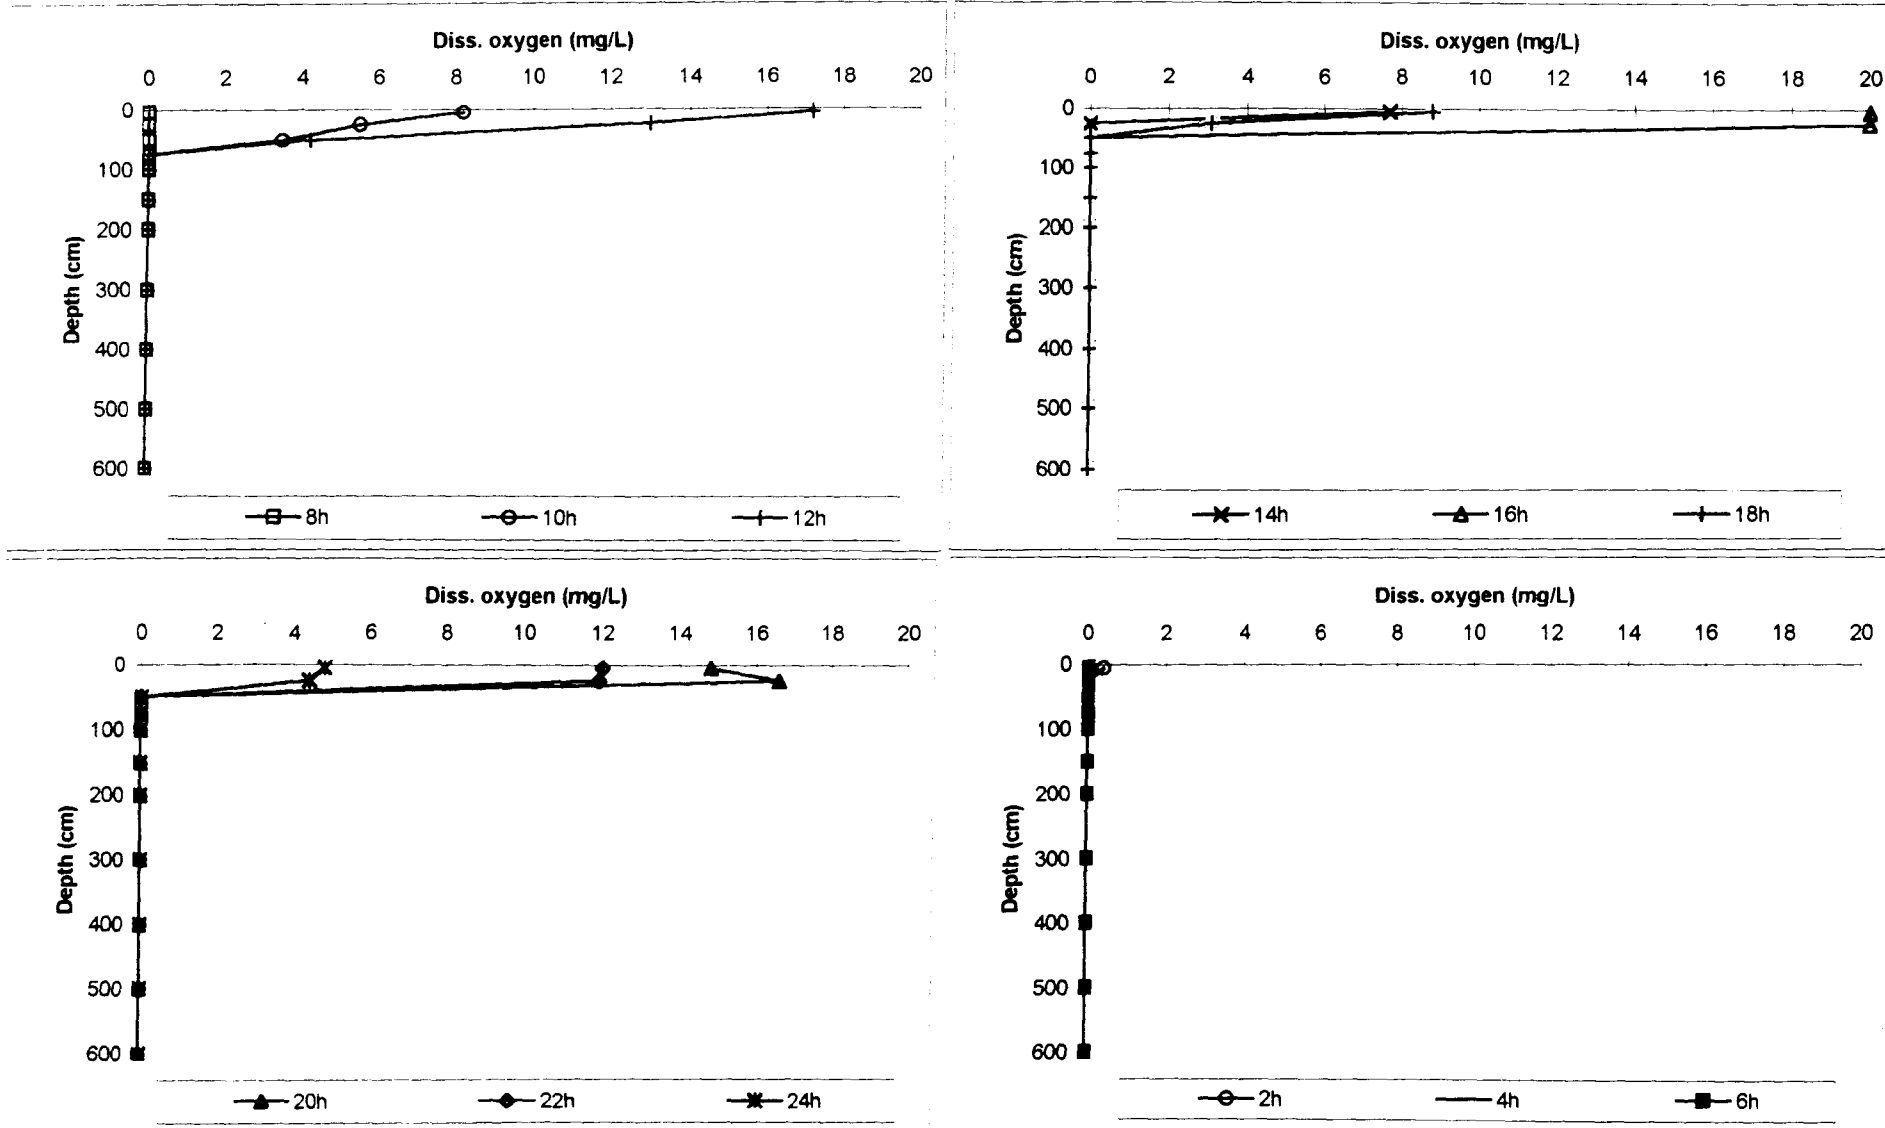 Diss. oxygen (mg/L)
0 2 4 6 8 10 12 14 16 18 20
0
100
200
300
400
500
600
Depth (cm)
8h 10h 12h
Diss. oxygen (mg/L)
0 2 4 6 8 10 12 14 16 18 20
0
100
200
300
400
500
600
Depth (cm)
14h 16h 18h
Diss. oxygen (mg/L)
0 2 4 6 8 10 12 14 16 18 20
0
100
200
300
400
500
600
Depth (cm)
20h 22h 24h
Diss. oxygen (mg/L)
0 2 4 6 8 10 12 14 16 18 20
0
100
200
300
400
500
600
Depth (cm)
2h 4h 6h